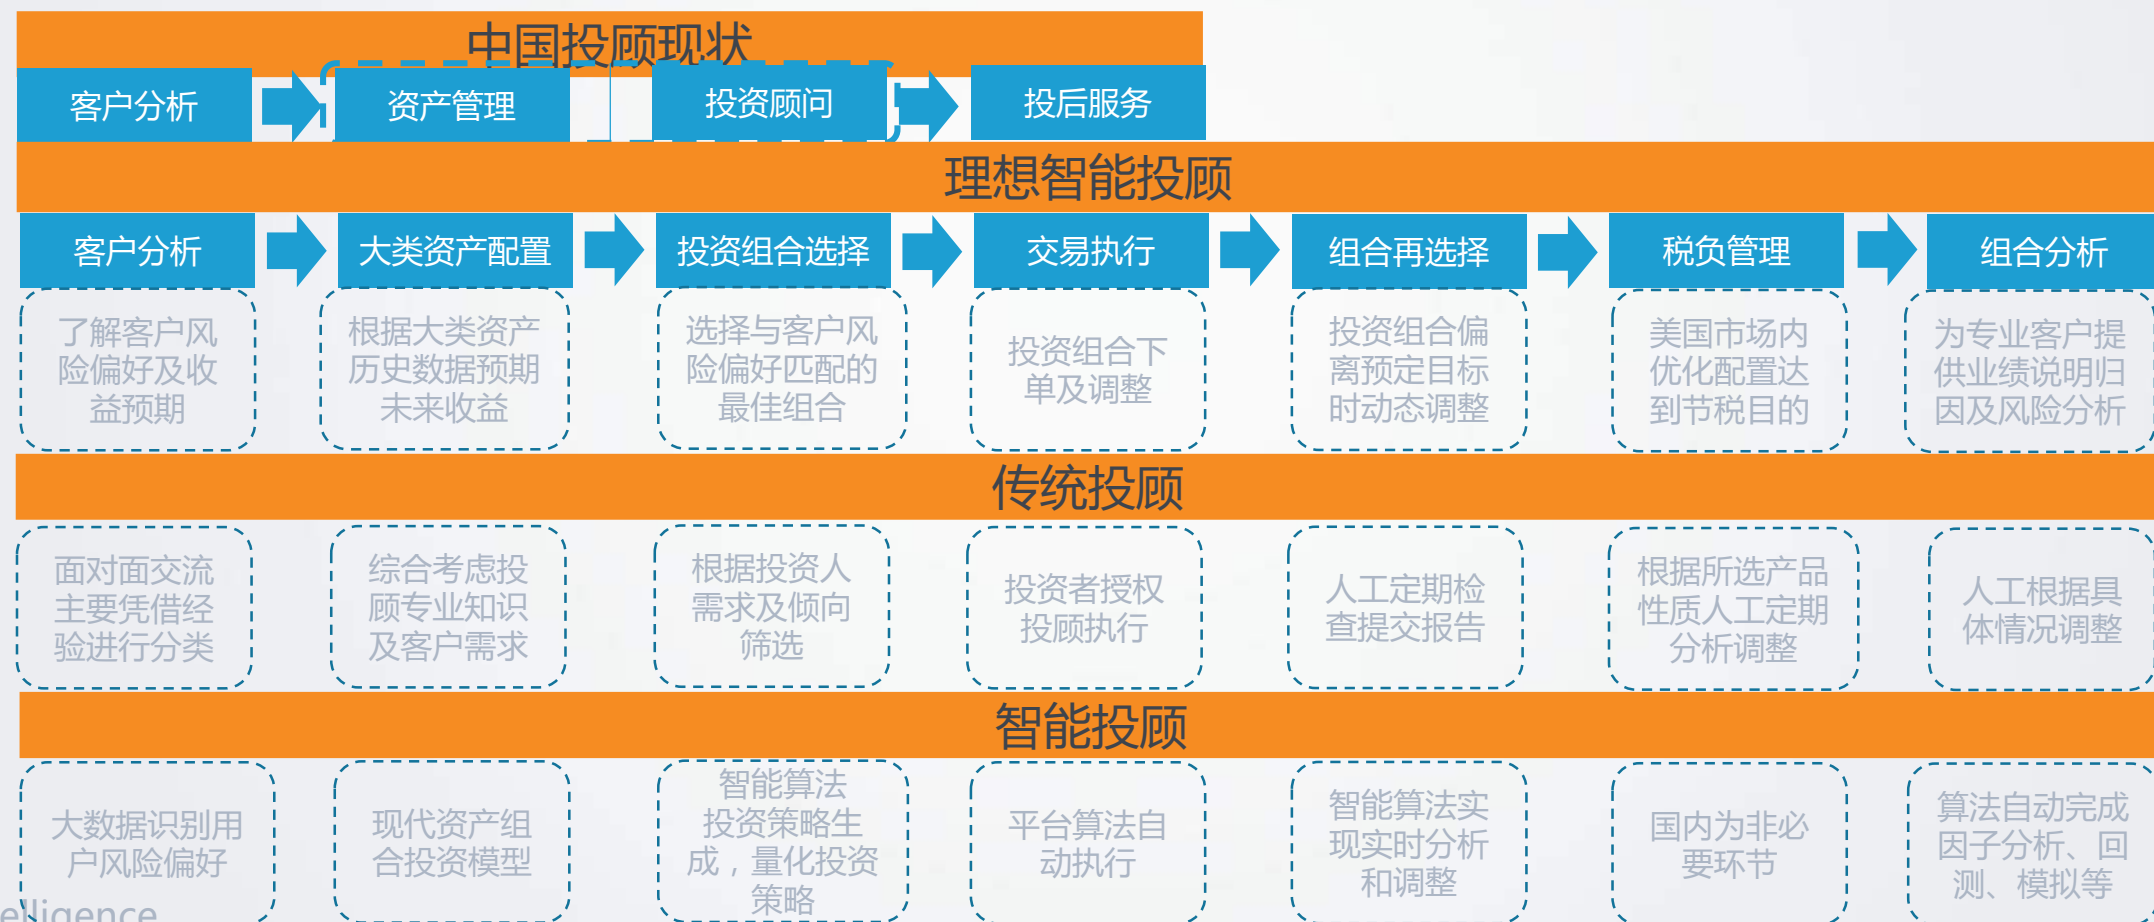 中国投顾现状
客户分析
资产管理
投资顾问
投后服务
理想智能投顾
客户分析
大类资产配置
投资组合选择
交易执行
组合再选择
税负管理
组合分析
了解客户风
险偏好及收
益预期
根据大类资产
历史数据预期
未来收益
选择与客户风
险偏好匹配的
最佳组合
投资组合下
单及调整
投资组合偏
离预定目标
时动态调整
美国市场内
优化配置达
到节税目的
为专业客户提
供业绩说明归
因及风险分析
传统投顾
面对面交流
主要凭借经
验进行分类
综合考虑投
顾专业知识
及客户需求
根据投资人
需求及倾向
筛选
投资者授权
投顾执行
人工定期检
查提交报告
根据所选产品
性质人工定期
分析调整
人工根据具
体情况调整
智能投顾
大数据识别用
户风险偏好
现代资产组
合投资模型
智能算法
投资策略生
成，量化投资
策略
平台算法自
动执行
智能算法实
现实时分析
和调整
国内为非必
要环节
算法自动完成
因子分析、回
测、模拟等
elligence